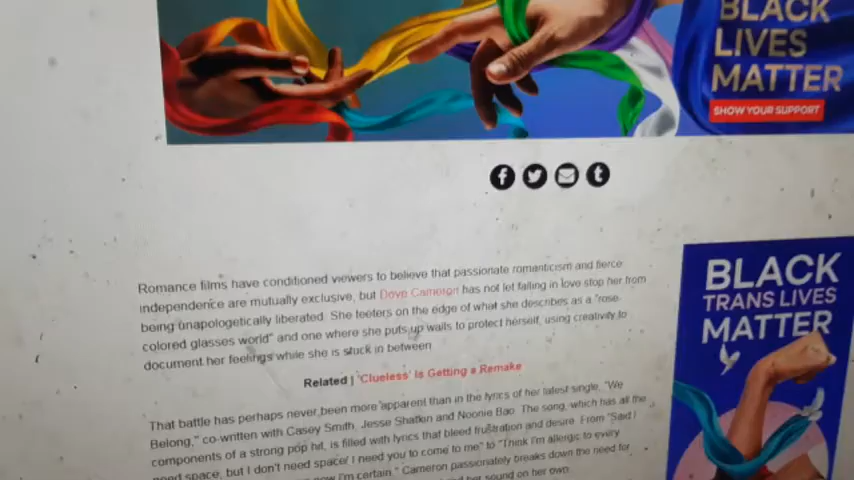 BLACK
LIVES
MATTER
SHOW YOUR SUPPORT
Romance films have conditioned viewers to believe that passionate romanticism and fierce
independence are mutually exclusive, but Dove Cameron has not let falling in love stop her from
being unapologetically liberated. She teeters on the edge of what she describes as a "rose
colored glasses world" and one where she puts up walls to protect herself, using creativity to
document her feelings while she is stuck in between
Related | 'Clueless' Is Getting a Remake
That battle has perhaps never been more apparent than in the lyrics of her latest single, "We
Belong," co-written with Casey Smith, Jesse Shatkin and Noonie Bao. The song, which has all the
components of a strong pop hit, is filled with lyrics that bleed frustration and desire. From "Said I
need space, but I don't need space/ I need you to come to me" to "Think I'm allergic to every
now I'm certain," Cameron passionately breaks down the need for
her sound on her own.
BLACK
TRANS LIVES
MATTER